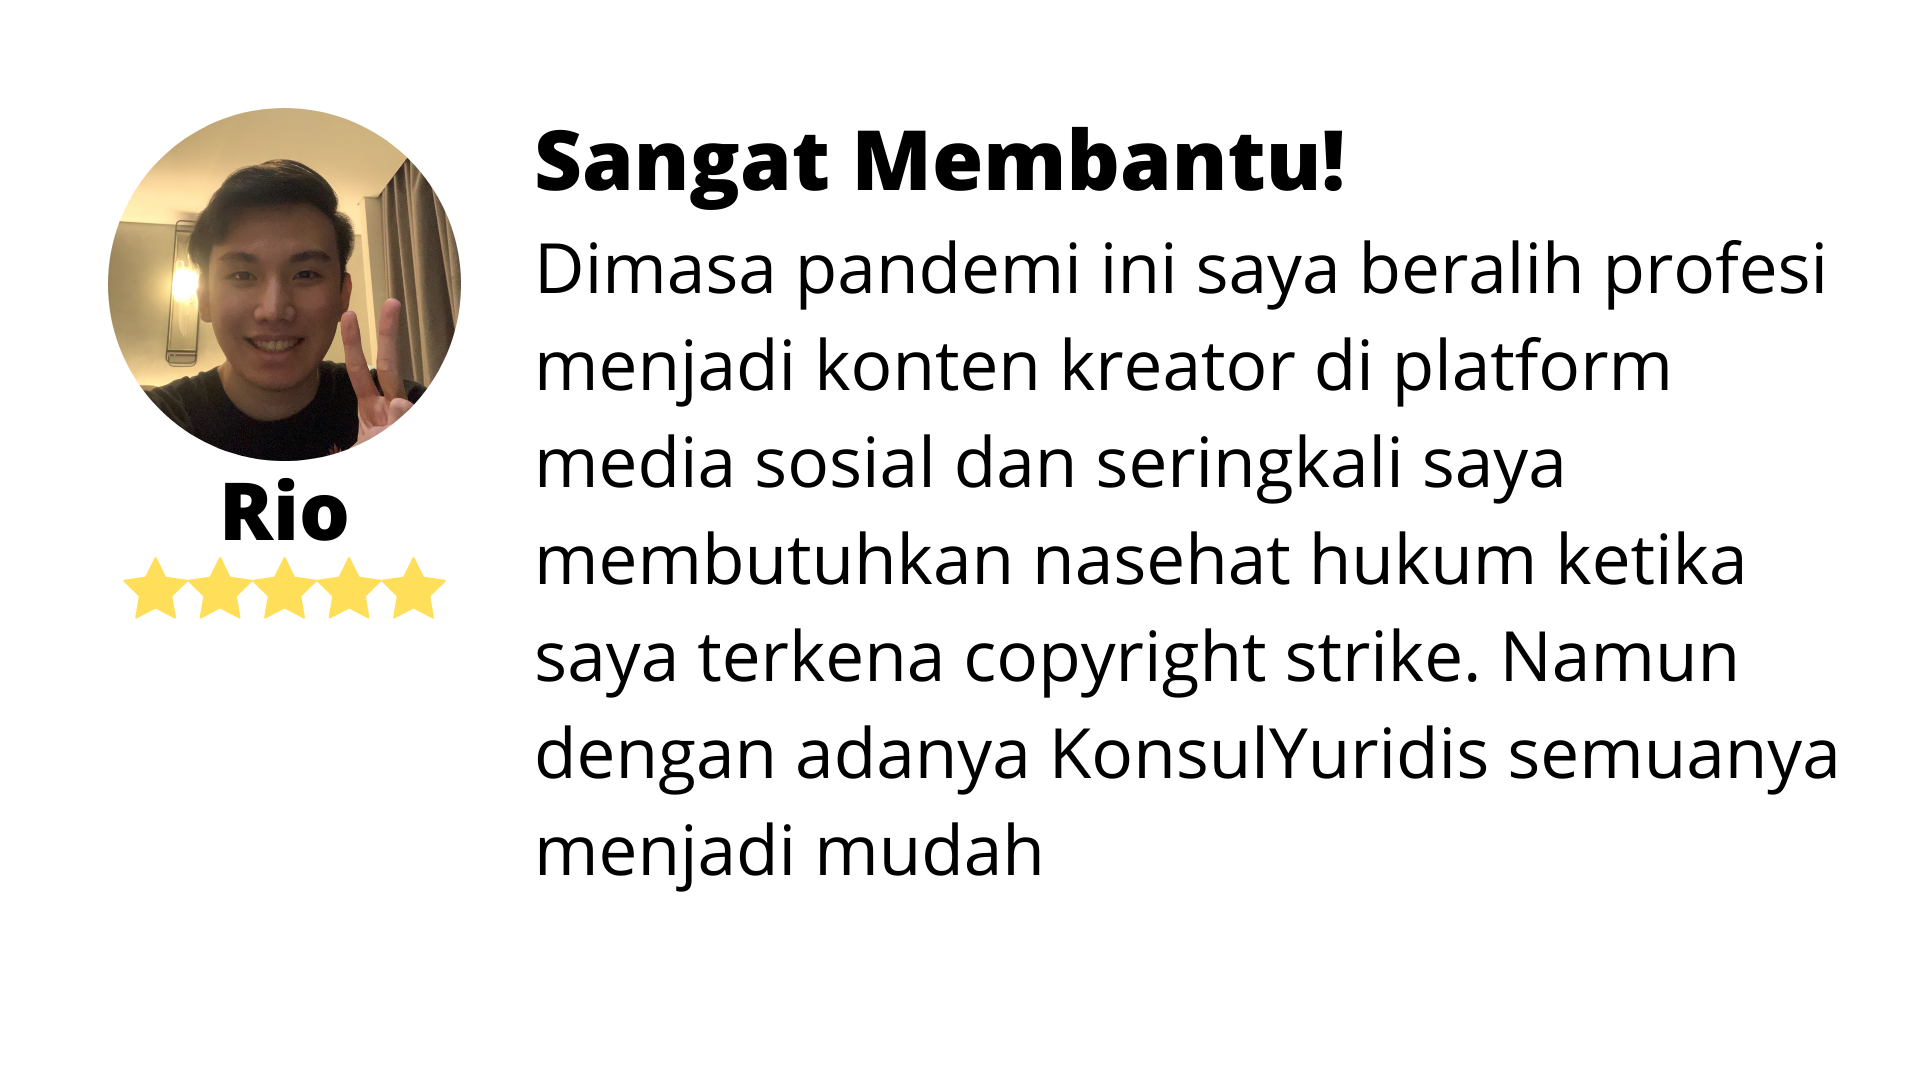 Sangat Membantu!
Dimasa pandemi ini saya beralih profesi
menjadi konten kreator di platform
media sosial dan seringkali saya
membutuhkan nasehat hukum ketika
saya terkena copyright strike. Namun
dengan adanya KonsulYuridis semuanya
menjadi mudah
Rio